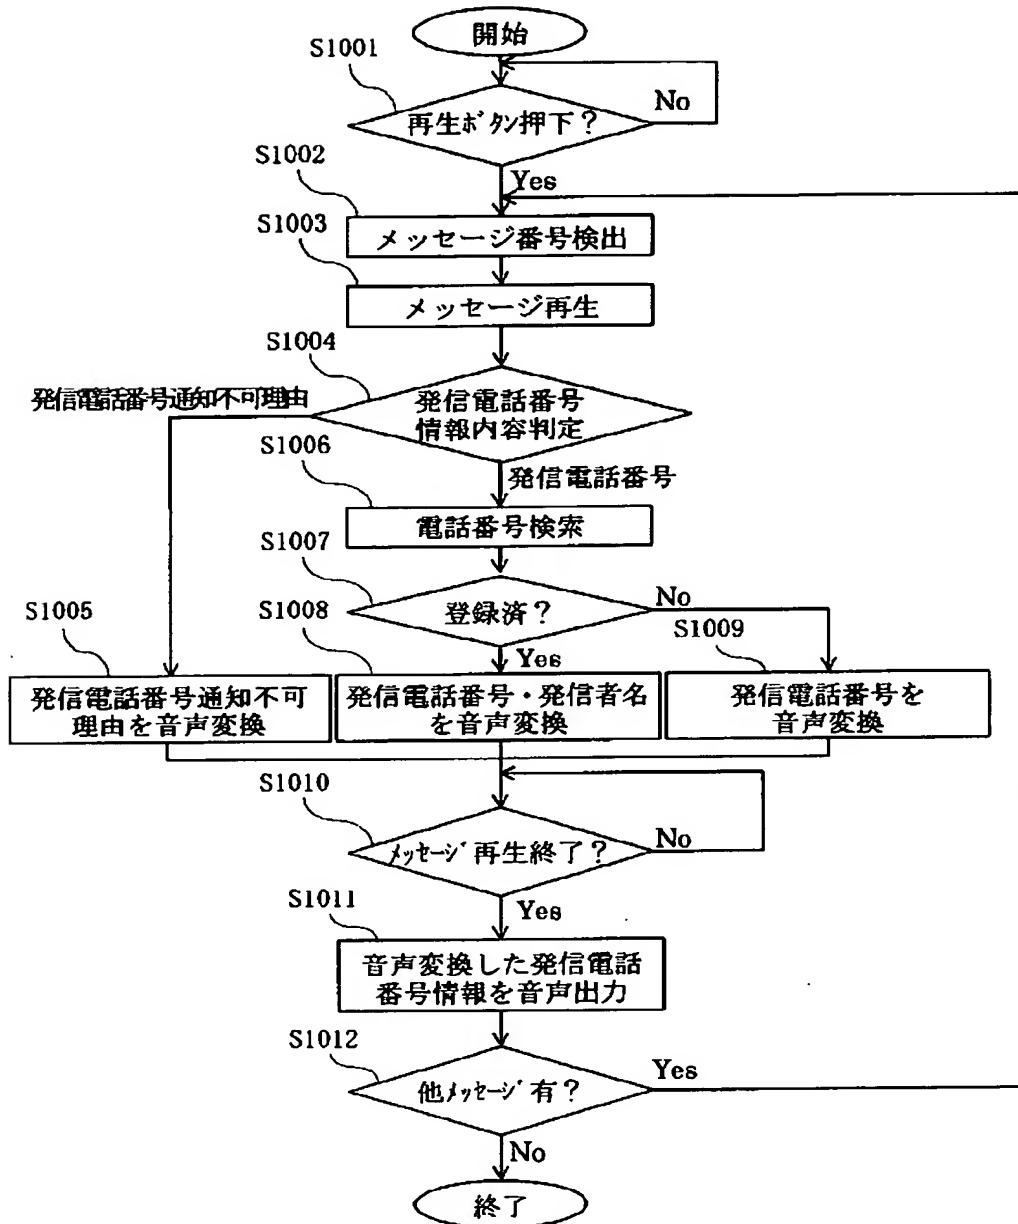 開始
S1001
再生ボタン押下？
No
Yes
S1002
メッセージ番号検出
S1003
メッセージ再生
S1004
発信電話番号
情報内容判定
発信電話番号通知不可理由
発信電話番号
S1006
電話番号検索
S1007
登録済？
No
Yes
S1005
発信電話番号通知不可
理由を音声変換
S1008
発信電話番号・発信者名
を音声変換
S1009
発信電話番号を
音声変換
S1010
メッセージ再生終了？
No
Yes
S1011
音声変換した発信電話
番号情報を音声出力
S1012
他メッセージ有？
Yes
No
終了